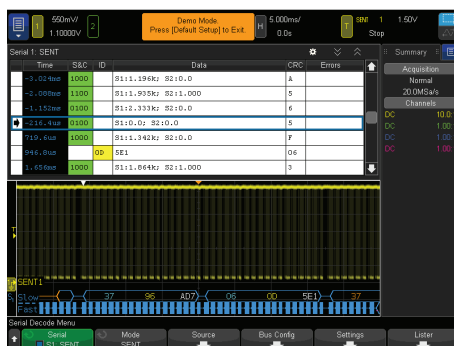 1 550mV/ 1.10000V 2 Demo Mode. Press [Default Setup] to Exit. H 5.000ms/ 0.0s T SENT 1 1.50V Stop
Serial 1: SENT
Summary
Time S&C ID Data CRC Errors
-3.024ms 1000 S1:1.196k; S2:0.0 A
-2.088ms 1100 S1:1.935k; S2:1.000 5
-1.152ms 0100 S1:2.333k; S2:0.0 6
-216.4us 0100 S1:0.0; S2:0.0 5
719.6us 1000 S1:1.342k; S2:0.0 F
946.8us 0D 5E1 06
1.656ms 1000 S1:1.864k; S2:1.000 3
Acquisition
Normal
20.0MSa/s
Channels
DC 10.0:
DC 1.00:
DC 1.00:
DC 1.00:
T
SENT1
S1 Slow 37 96 AD7 06 0D 5E1 37
Fast
Serial Decode Menu
Serial Mode Source Bus Config Settings Lister
S1: SENT SENT